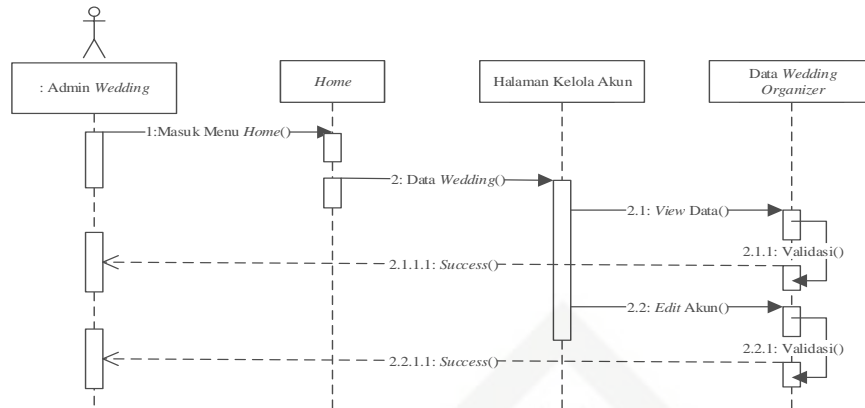 : Admin Wedding
Home
Halaman Kelola Akun
Data Wedding
Organizer
1:Masuk Menu Home()
2: Data Wedding()
2.1: View Data()
2.1.1: Validasi()
2.1.1.1: Success()
2.2: Edit Akun()
2.2.1: Validasi()
2.2.1.1: Success()